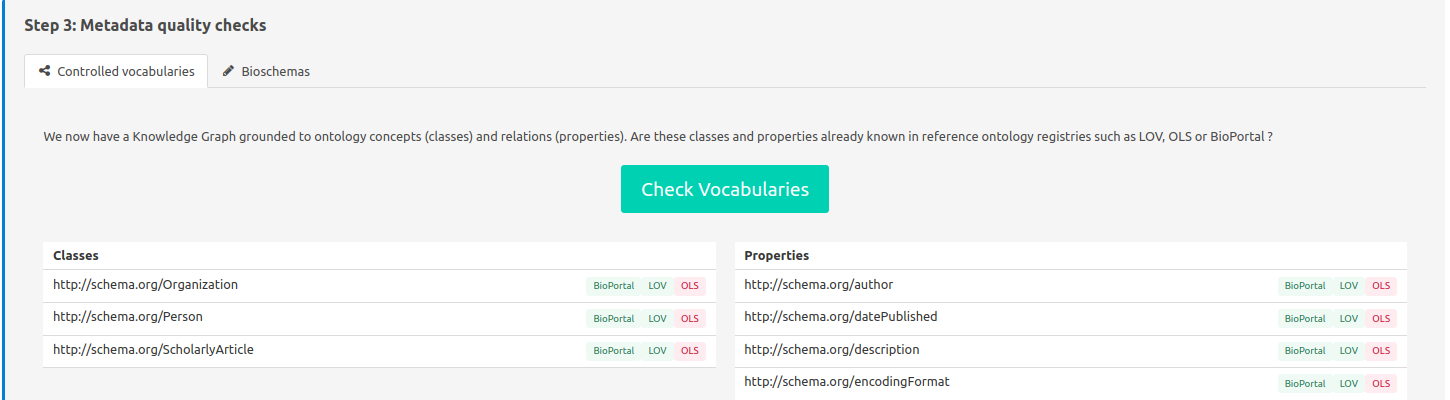 Step 3: Metadata quality checks
Controlled vocabularies Bioschemas
We now have a Knowledge Graph grounded to ontology concepts (classes) and relations (properties). Are these classes and properties already known in reference ontology registries such as LOV, OLS or BioPortal ?
Check Vocabularies
Classes
http://schema.org/Organization BioPortal LOV OLS
http://schema.org/Person BioPortal LOV OLS
http://schema.org/ScholarlyArticle BioPortal LOV OLS
Properties
http://schema.org/author BioPortal LOV OLS
http://schema.org/datePublished BioPortal LOV OLS
http://schema.org/description BioPortal LOV OLS
http://schema.org/encodingFormat BioPortal LOV OLS